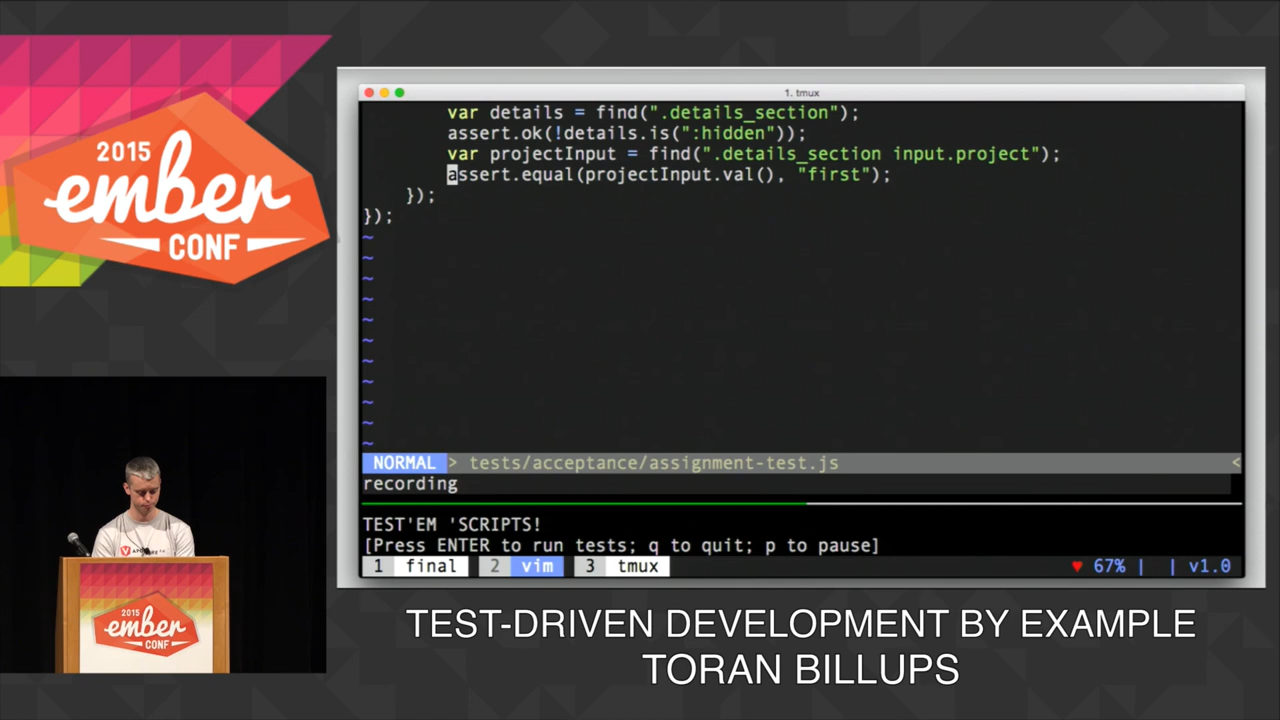 2015
ember
CONF
1. tmux
var details = find(".details_section");
assert.ok(!details.is(":hidden"));
var projectInput = find(".details_section input.project");
assert.equal(projectInput.val(), "first");
});
});
~
~
~
~
~
~
~
~
~
~
~
NORMAL > tests/acceptance/assignment-test.js <
recording
TEST'EM 'SCRIPTS!
[Press ENTER to run tests; q to quit; p to pause]
1 final 2 vim 3 tmux ♥ 67% | | v1.0
2015
ember
CONF
TEST-DRIVEN DEVELOPMENT BY EXAMPLE
TORAN BILLUPS